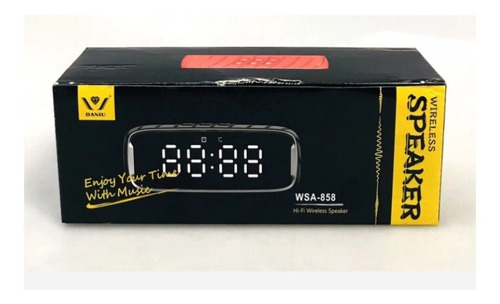 DANIU
88:88
°C
Enjoy Your Time
With Music
WSA-858
Hi-Fi Wireless Speaker
WIRELESS
SPEAKER